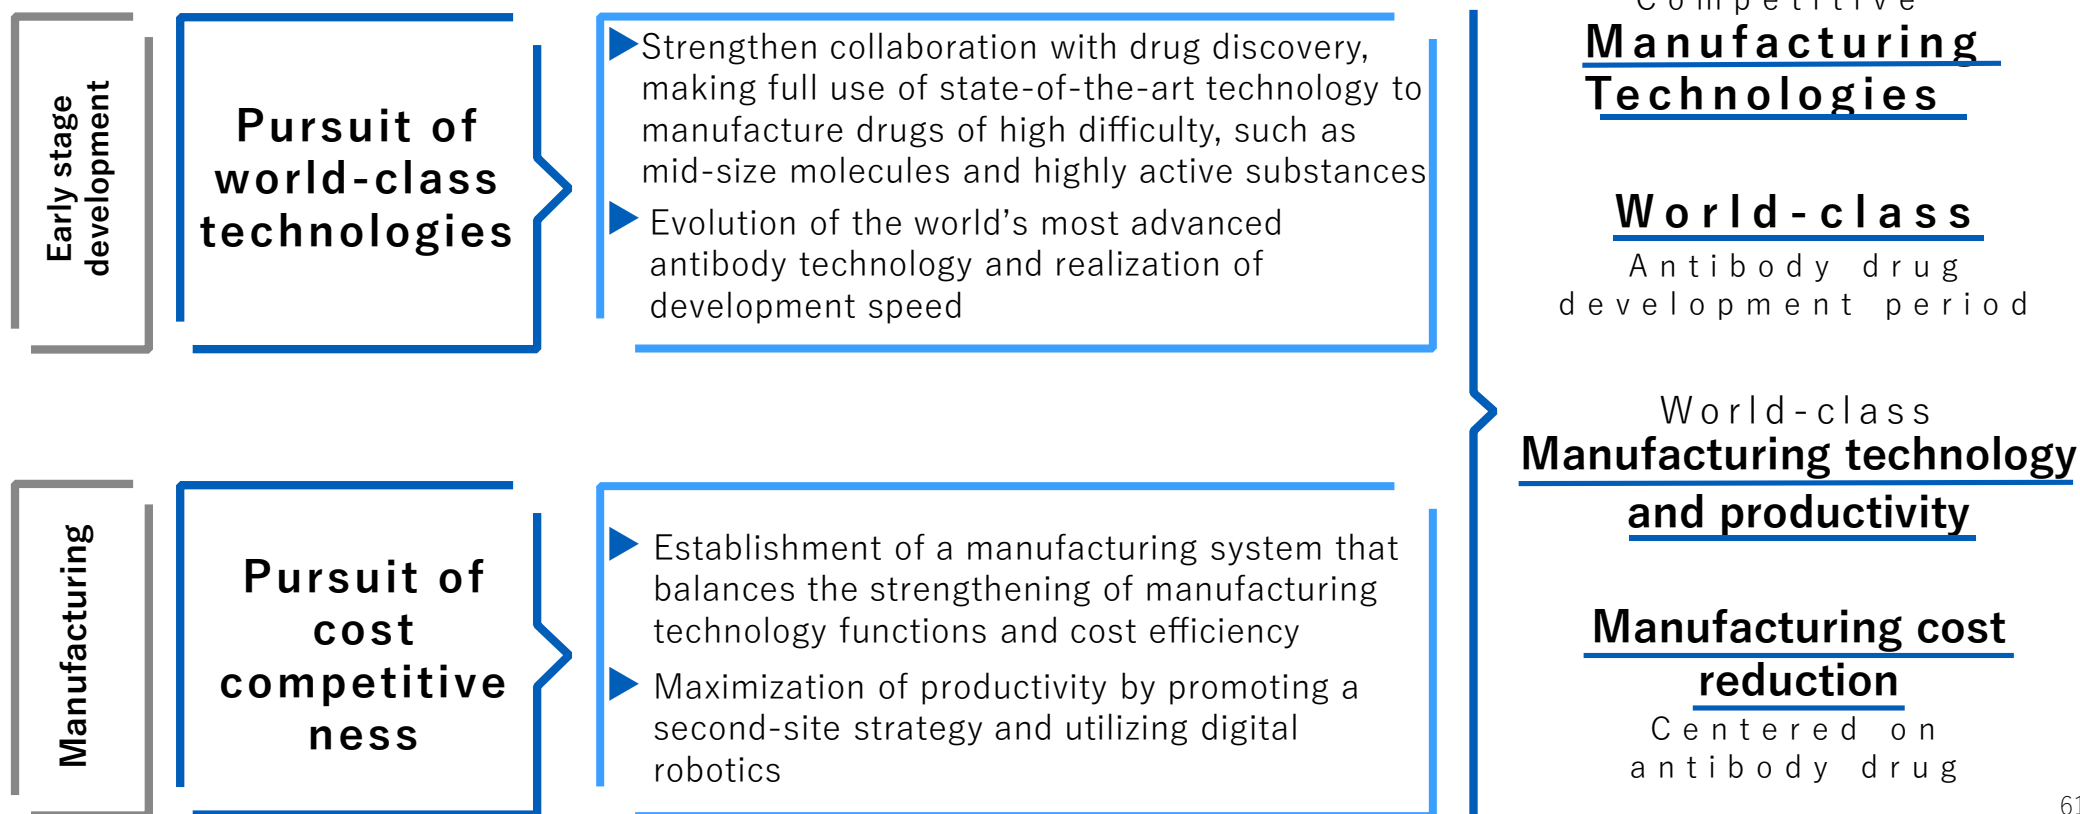 Early stage
development
Pursuit of
world-class
technologies
Strengthen collaboration with drug discovery,
making full use of state-of-the-art technology to
manufacture drugs of high difficulty, such as
mid-size molecules and highly active substances
Evolution of the world’s most advanced
antibody technology and realization of
development speed
Manufacturing
Pursuit of
cost
competitive
ness
Establishment of a manufacturing system that
balances the strengthening of manufacturing
technology functions and cost efficiency
Maximization of productivity by promoting a
second-site strategy and utilizing digital
robotics
Competitive
Manufacturing
Technologies
World-class
Antibody drug
development period
World-class
Manufacturing technology
and productivity
Manufacturing cost
reduction
Centered on
antibody drug
61